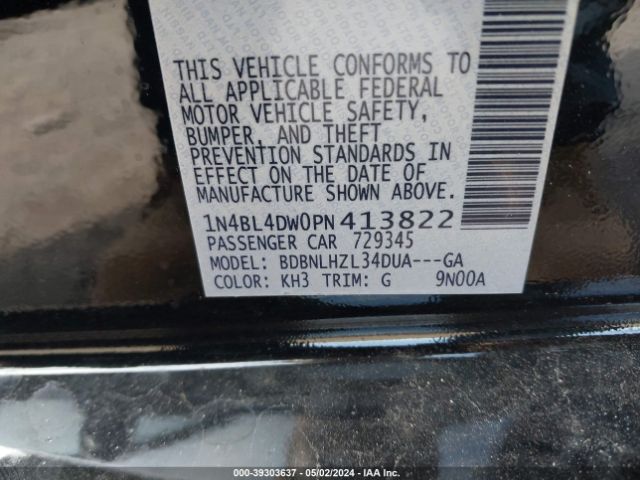 THIS VEHICLE CONFORMS TO
ALL APPLICABLE FEDERAL
MOTOR VEHICLE SAFETY,
BUMPER, AND THEFT
PREVENTION STANDARDS IN
EFFECT ON THE DATE OF
MANUFACTURE SHOWN ABOVE.
1N4BL4DW0PN413822
PASSENGER CAR 729345
MODEL: BDBNLHZL34DUA---GA
COLOR: KH3 TRIM: G 9N00A
000-39303637 - 05/02/2024 - IAA Inc.